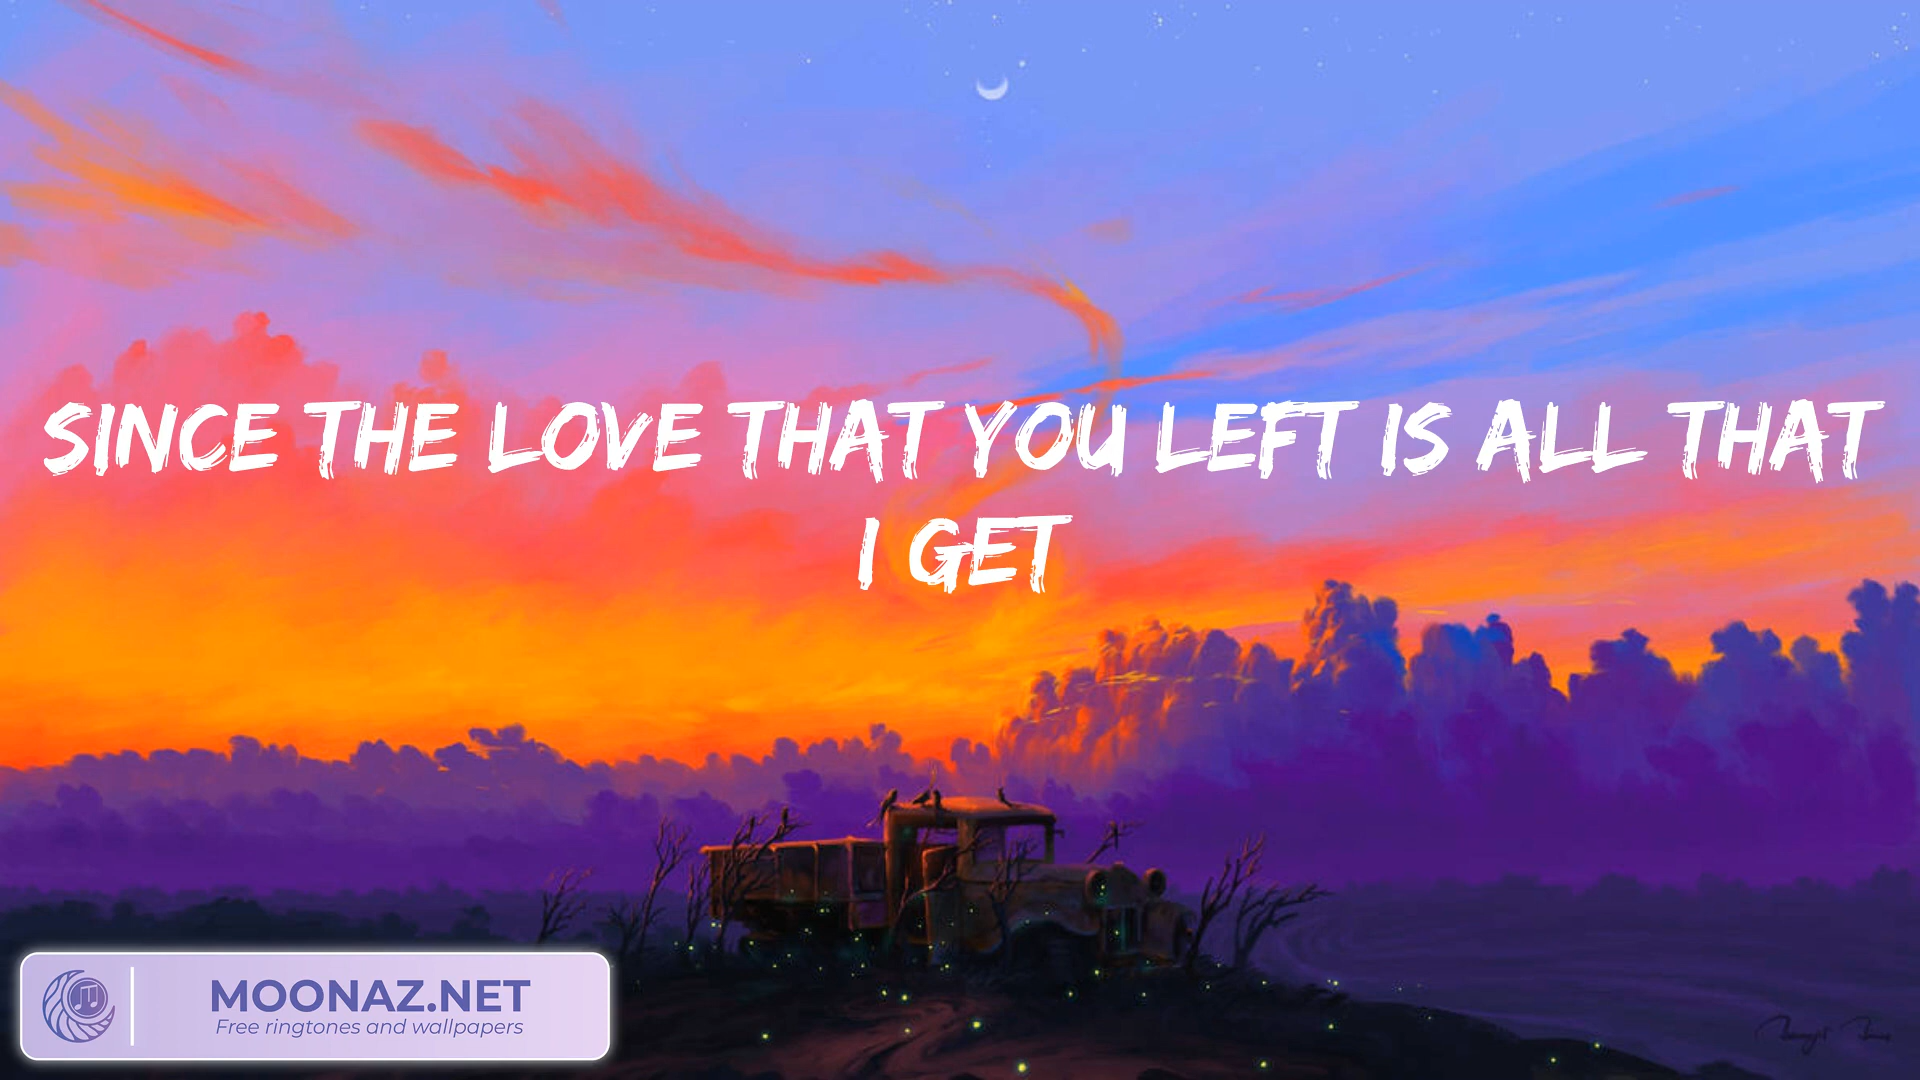 SINCE THE LOVE THAT YOU LEFT IS ALL THAT
I GET
MOONAZ.NET
Free ringtones and wallpapers